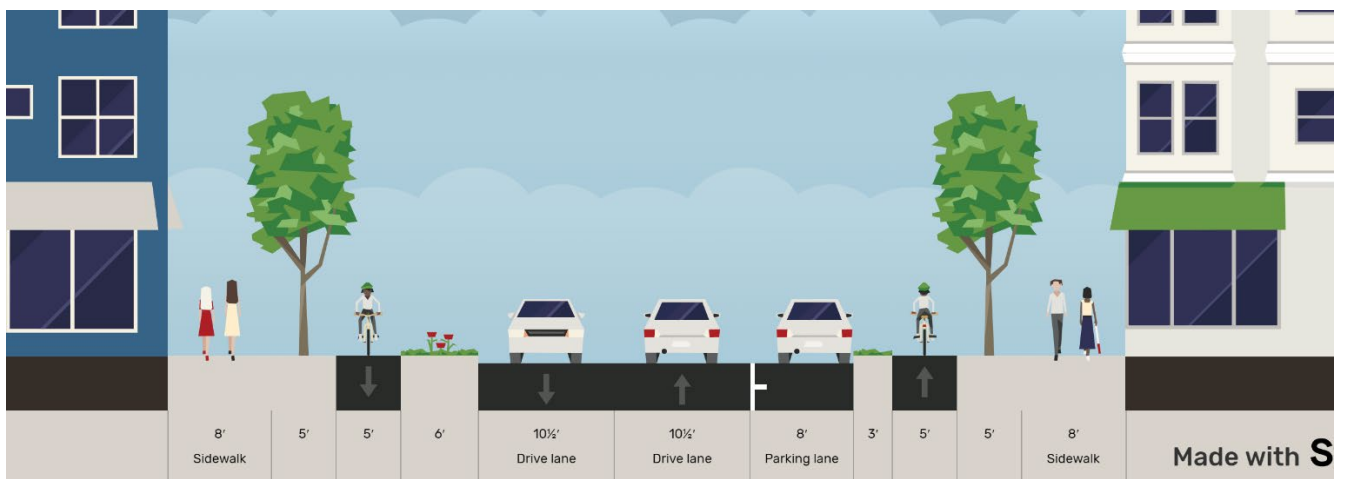 8' 5' 5' 6' 10½' 10½' 8' 3' 5' 5' 8'
Sidewalk Drive lane Drive lane Parking lane Sidewalk
Made with S